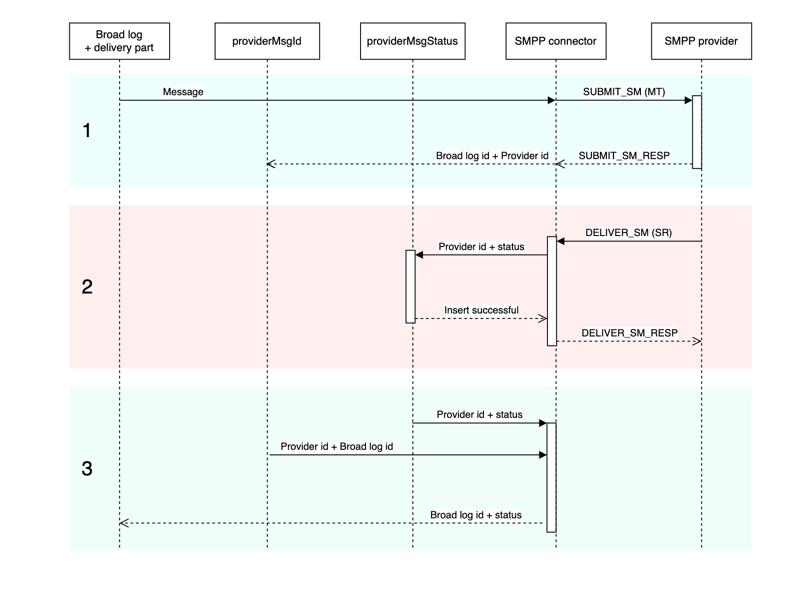 Broad log
+ delivery part
providerMsgId
providerMsgStatus
SMPP connector
SMPP provider
1
Message
SUBMIT_SM (MT)
Broad log id + Provider id
SUBMIT_SM_RESP
2
DELIVER_SM (SR)
Provider id + status
Insert successful
DELIVER_SM_RESP
3
Provider id + status
Provider id + Broad log id
Broad log id + status